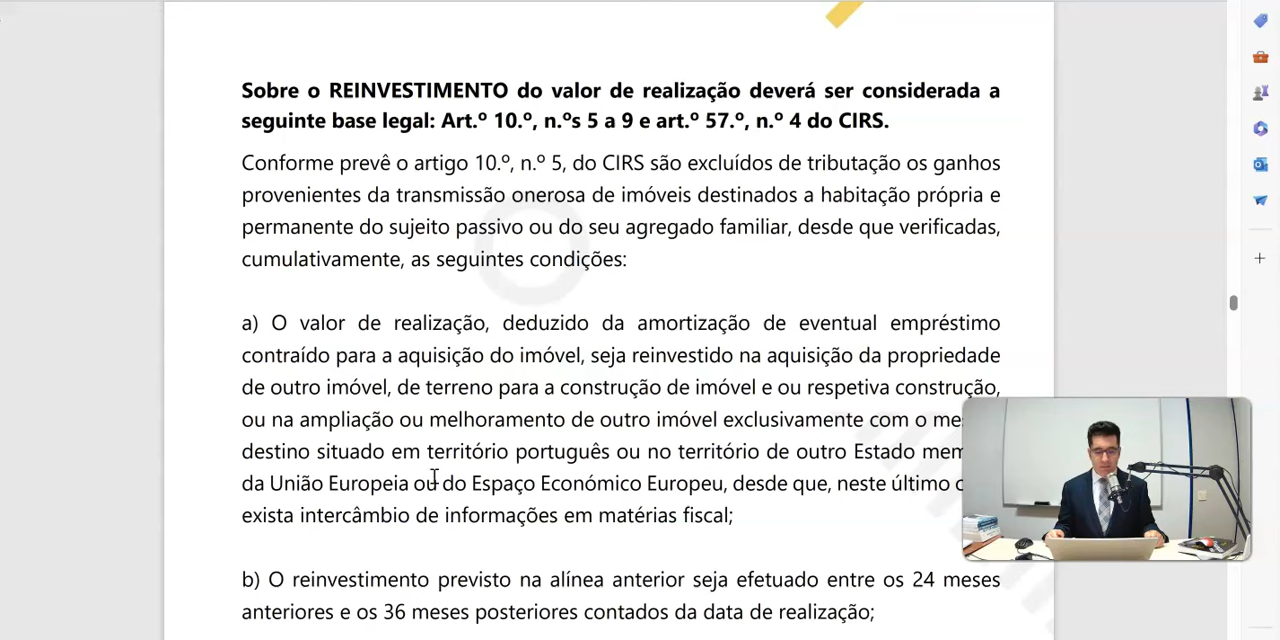 Sobre o REINVESTIMENTO do valor de realização deverá ser considerada a
seguinte base legal: Art.º 10.º, n.ºs 5 a 9 e art.º 57.º, n.º 4 do CIRS.
Conforme prevê o artigo 10.º, n.º 5, do CIRS são excluídos de tributação os ganhos
provenientes da transmissão onerosa de imóveis destinados a habitação própria e
permanente do sujeito passivo ou do seu agregado familiar, desde que verificadas,
cumulativamente, as seguintes condições:
a) O valor de realização, deduzido da amortização de eventual empréstimo
contraído para a aquisição do imóvel, seja reinvestido na aquisição da propriedade
de outro imóvel, de terreno para a construção de imóvel e ou respetiva construção,
ou na ampliação ou melhoramento de outro imóvel exclusivamente com o
destino situado em território português ou no território de outro Estado
da União Europeia ou do Espaço Económico Europeu, desde que, neste último
exista intercâmbio de informações em matérias fiscal;
b) O reinvestimento previsto na alínea anterior seja efetuado entre os 24 meses
anteriores e os 36 meses posteriores contados da data de realização;